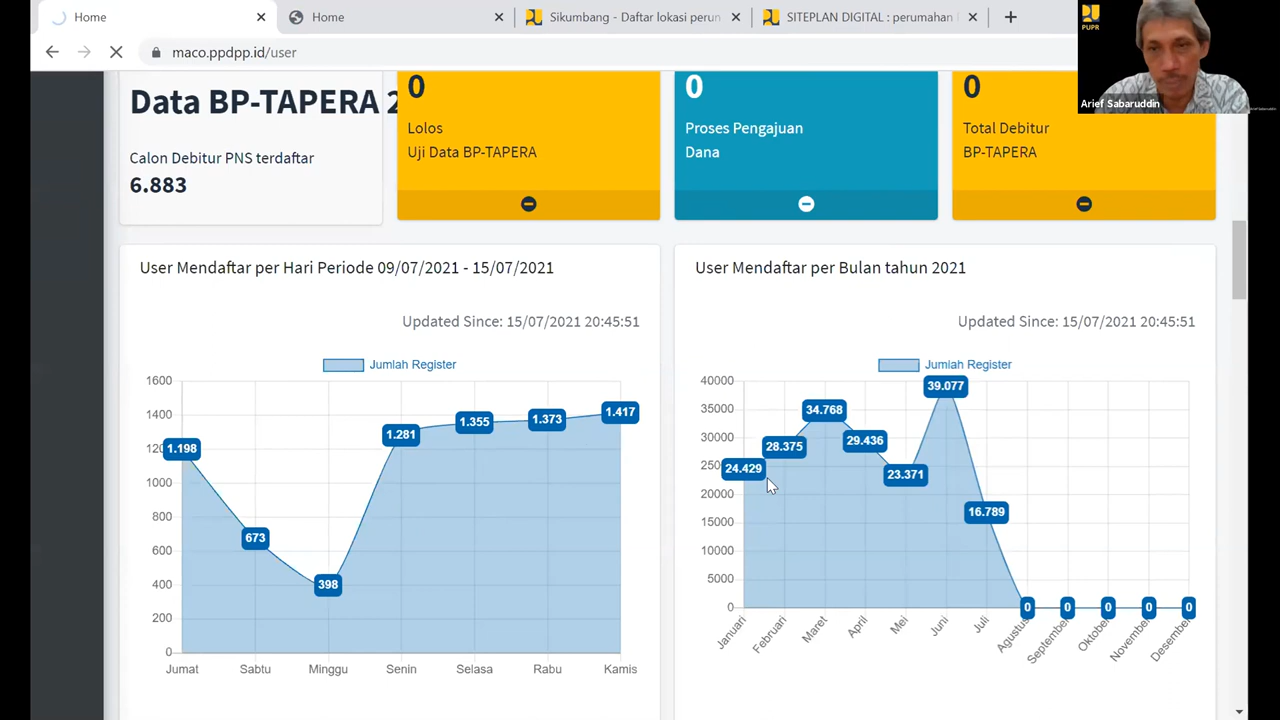 Home
Home
Sikumbang - Daftar lokasi perun
SITEPLAN DIGITAL : perumahan
maco.ppdpp.id/user
PUPR
Arief Sabaruddin
Arief Sabaruddin
Data BP-TAPERA 2
Calon Debitur PNS terdaftar
6.883
0
Lolos
Uji Data BP-TAPERA
0
Proses Pengajuan
Dana
0
Total Debitur
BP-TAPERA
User Mendaftar per Hari Periode 09/07/2021 - 15/07/2021
Updated Since: 15/07/2021 20:45:51
Jumlah Register
1600
1400
1200
1000
800
600
400
200
0
1.198
673
398
1.281
1.355
1.373
1.417
Jumat Sabtu Minggu Senin Selasa Rabu Kamis
User Mendaftar per Bulan tahun 2021
Updated Since: 15/07/2021 20:45:51
Jumlah Register
40000
35000
30000
250
20000
15000
10000
5000
0
24.429
28.375
34.768
29.436
23.371
39.077
16.789
0 0 0 0 0
Januari Februari Maret April Mei Juni Juli Agustus September Oktober November Desember